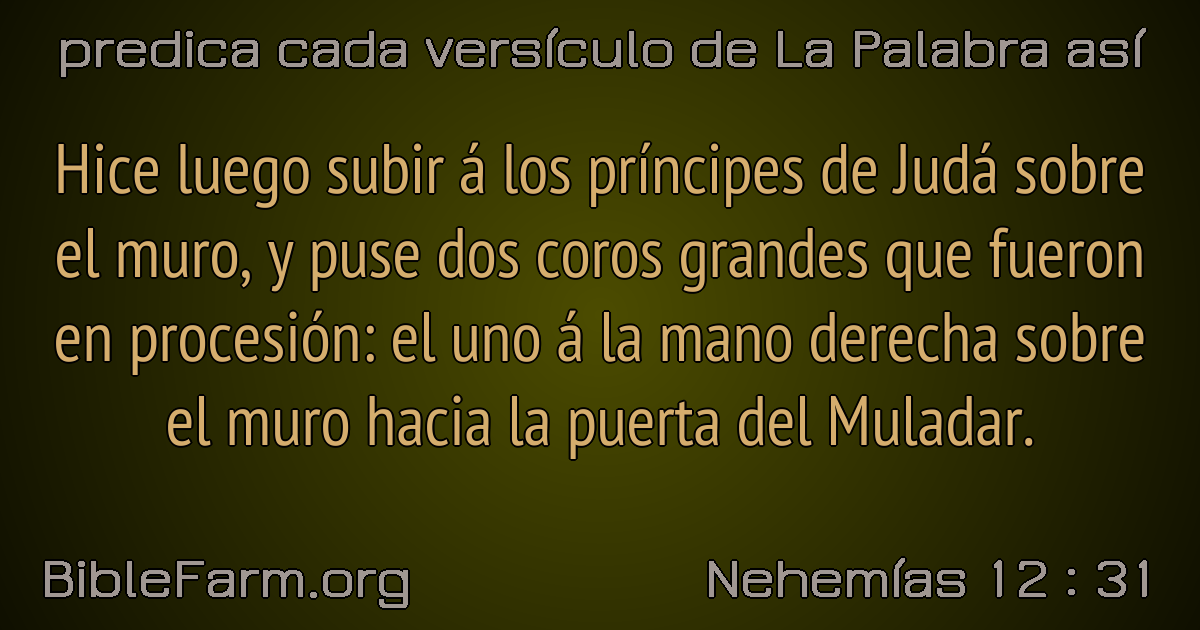 predica cada versículo de La Palabra así
Hice luego subir á los príncipes de Judá sobre
el muro, y puse dos coros grandes que fueron
en procesión: el uno á la mano derecha sobre
el muro hacia la puerta del Muladar.
BibleFarm.org
Nehemías 12 : 31